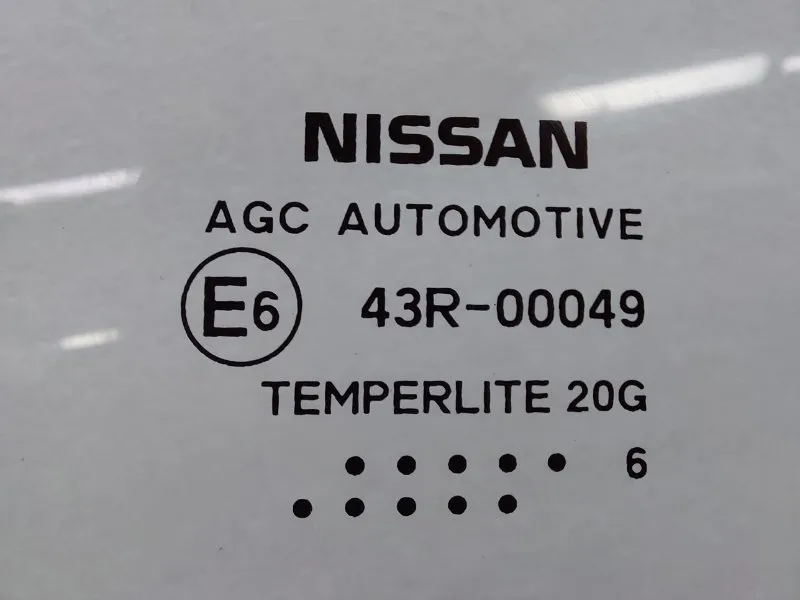 NISSAN
AGC AUTOMOTIVE
E6 43R-00049
TEMPERLITE 20G
• • • • • 6
• • • • •